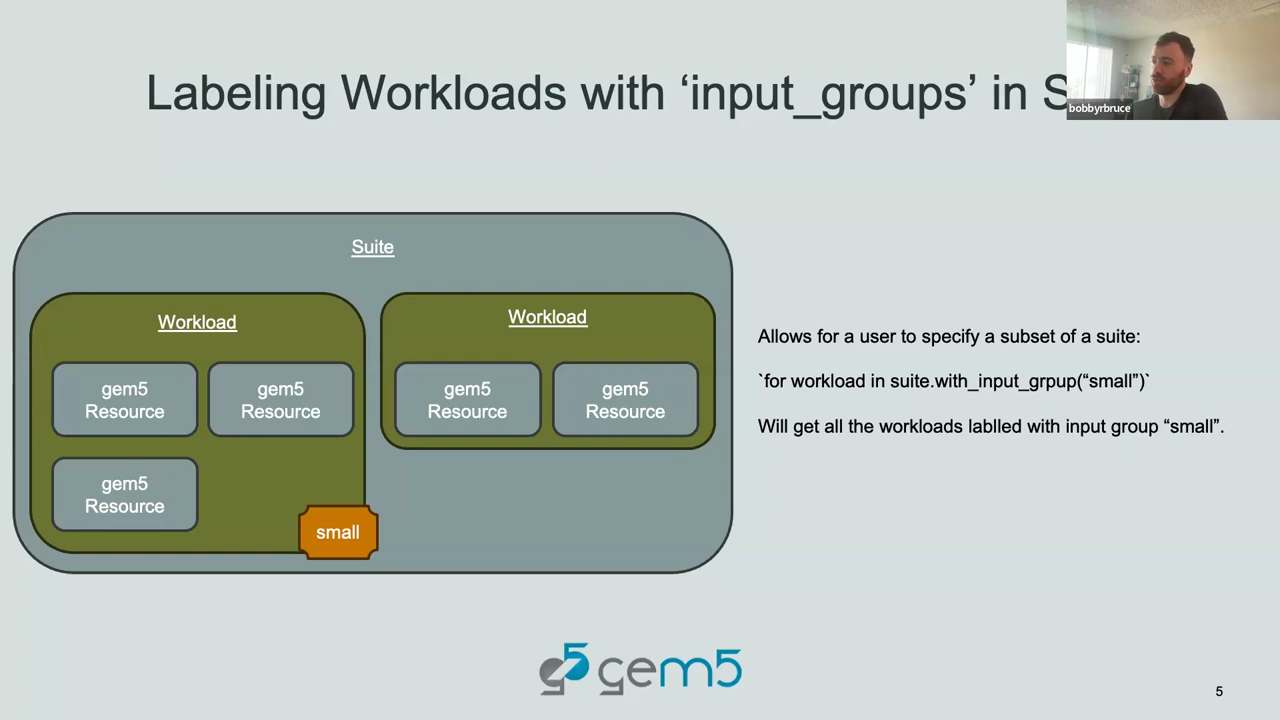 Labeling Workloads with ‘input_groups’ in S
bobbyrbruce
Suite
Workload
gem5
Resource
gem5
Resource
gem5
Resource
small
Workload
gem5
Resource
gem5
Resource
Allows for a user to specify a subset of a suite:
`for workload in suite.with_input_grpup(“small”)`
Will get all the workloads lablled with input group “small”.
g5 gem5
5